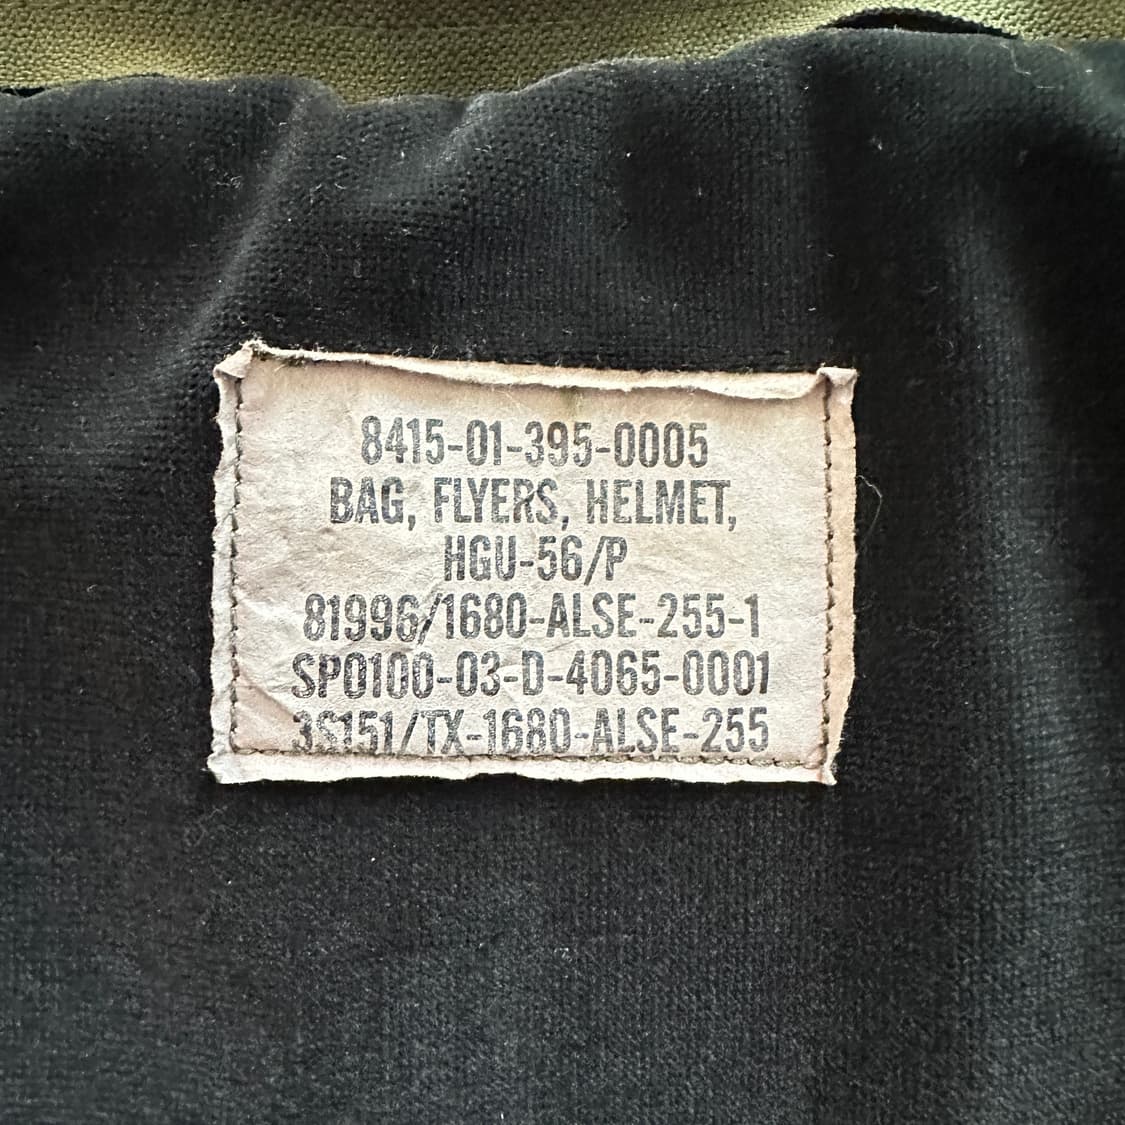 8415-01-395-0005
BAG, FLYERS, HELMET,
HGU-56/P
81996/1680-ALSE-255-1
SP0100-03-D-4065-0001
3S151/TX-1680-ALSE-255